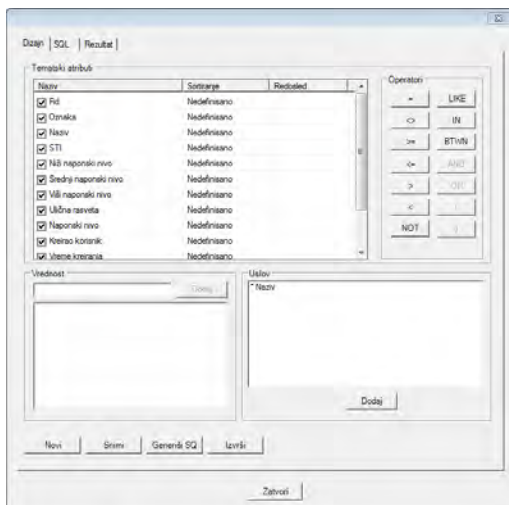 Dizajn SQL Rezultat
Tematski atributi
Naziv Sortiranje Redosled
Fid Nedefinisano
Oznaka Nedefinisano
Naziv Nedefinisano
STI Nedefinisano
Niži naponski nivo Nedefinisano
Srednji naponski nivo Nedefinisano
Viši naponski nivo Nedefinisano
Ulična rasveta Nedefinisano
Naponski nivo Nedefinisano
Kreirao korisnik Nedefinisano
Vreme kreiranja Nedefinisano
Operatori
= LIKE
<> IN
>= BTWN
<= AND
> OR
< (
NOT )
Vrednost
Uslov
" Naziv
Dodaj
Novi Snimi Generiši SQ Izvrši
Zatvori